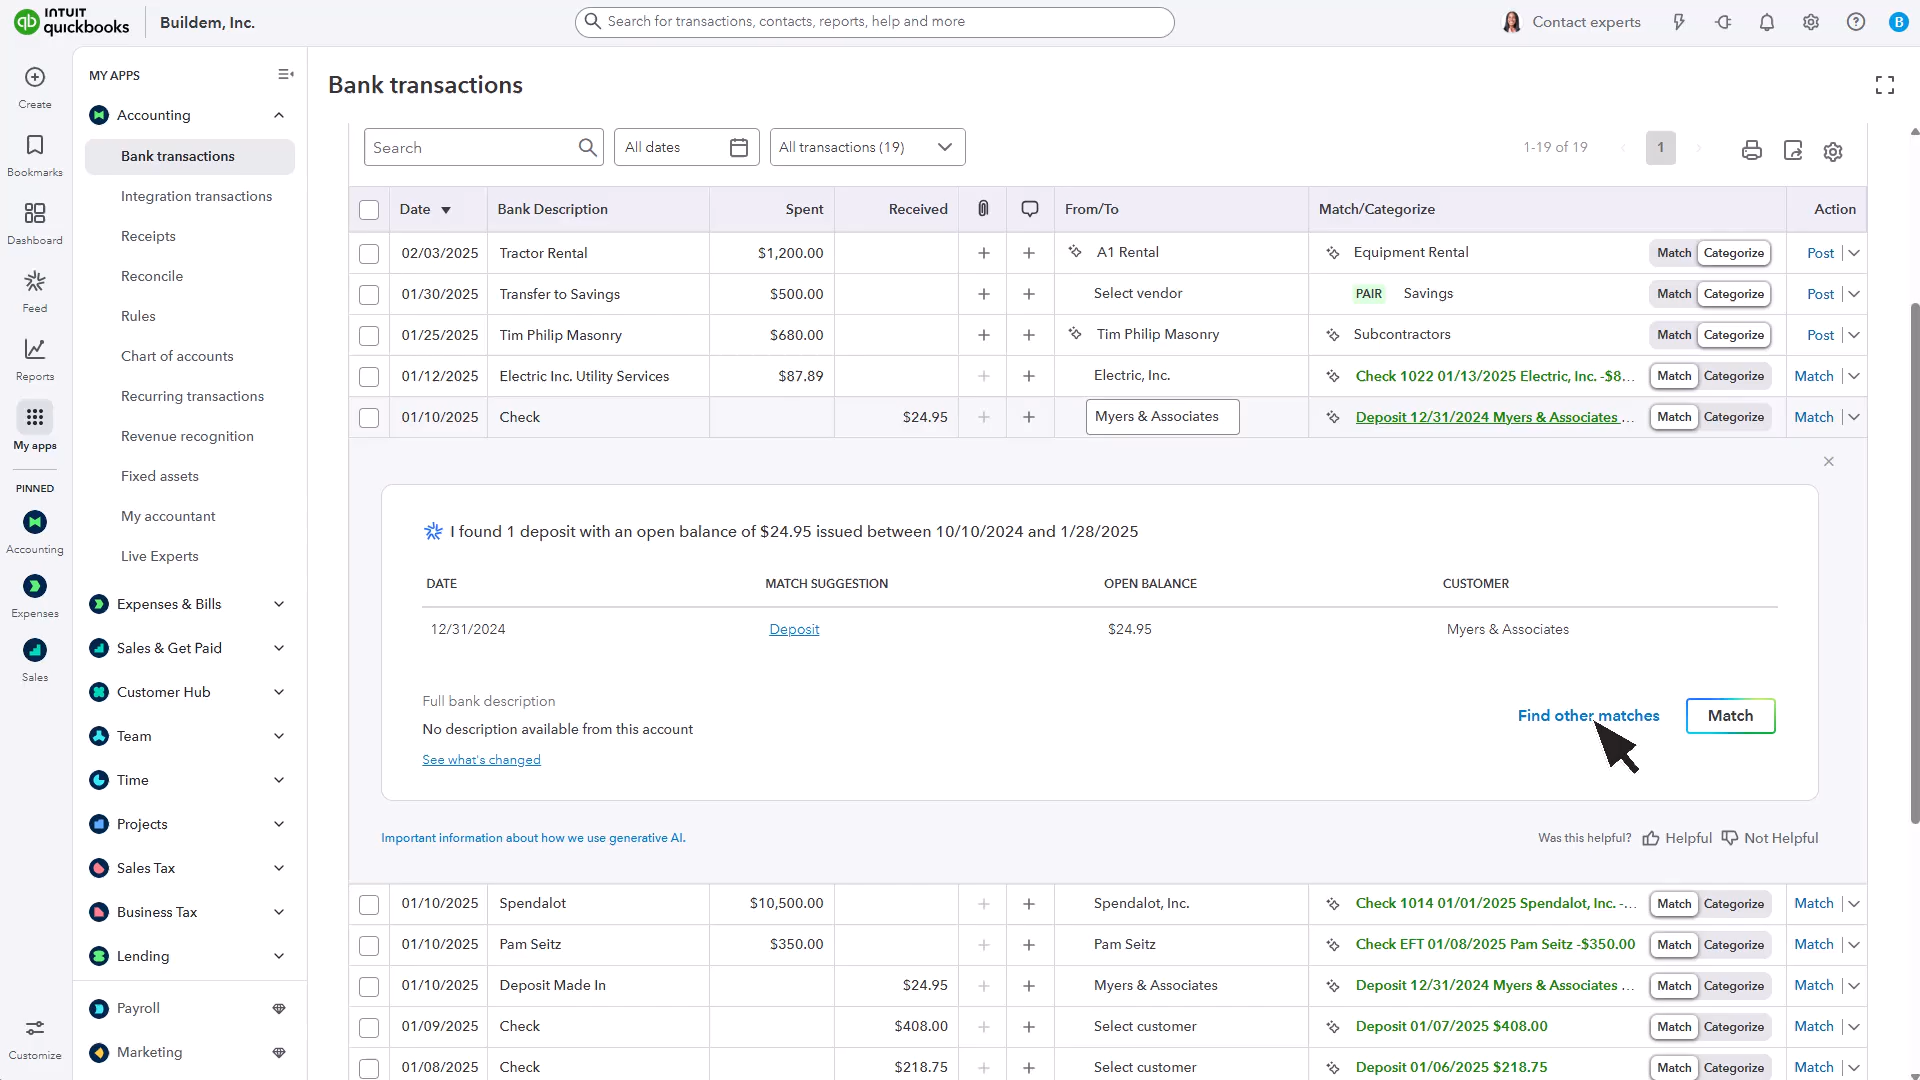 INTUIT
quickbooks
Buildem, Inc.
Search for transactions, contacts, reports, help and more
Contact experts
B
Create
Bookmarks
Dashboard
Feed
Reports
My apps
PINNED
Accounting
Expenses
Sales
Customize
MY APPS
Accounting
Bank transactions
Integration transactions
Receipts
Reconcile
Rules
Chart of accounts
Recurring transactions
Revenue recognition
Fixed assets
My accountant
Live Experts
Expenses & Bills
Sales & Get Paid
Customer Hub
Team
Time
Projects
Sales Tax
Business Tax
Lending
Payroll
Marketing
Bank transactions
Search All dates All transactions (19) 1-19 of 19 1
Date Bank Description Spent Received From/To Match/Categorize Action
02/03/2025 Tractor Rental $1,200.00 A1 Rental Equipment Rental Match Categorize Post
01/30/2025 Transfer to Savings $500.00 Select vendor PAIR Savings Match Categorize Post
01/25/2025 Tim Philip Masonry $680.00 Tim Philip Masonry Subcontractors Match Categorize Post
01/12/2025 Electric Inc. Utility Services $87.89 Electric, Inc. Check 1022 01/13/2025 Electric, Inc. -$8... Match Categorize Match
01/10/2025 Check $24.95 Myers & Associates Deposit 12/31/2024 Myers & Associates ... Match Categorize Match
I found 1 deposit with an open balance of $24.95 issued between 10/10/2024 and 1/28/2025
DATE MATCH SUGGESTION OPEN BALANCE CUSTOMER
12/31/2024 Deposit $24.95 Myers & Associates
Full bank description
No description available from this account
See what's changed
Find other matches Match
Important information about how we use generative AI. Was this helpful? Helpful Not Helpful
01/10/2025 Spendalot $10,500.00 Spendalot, Inc. Check 1014 01/01/2025 Spendalot, Inc. -... Match Categorize Match
01/10/2025 Pam Seitz $350.00 Pam Seitz Check EFT 01/08/2025 Pam Seitz -$350.00 Match Categorize Match
01/10/2025 Deposit Made In $24.95 Myers & Associates Deposit 12/31/2024 Myers & Associates ... Match Categorize Match
01/09/2025 Check $408.00 Select customer Deposit 01/07/2025 $408.00 Match Categorize Match
01/08/2025 Check $218.75 Select customer Deposit 01/06/2025 $218.75 Match Categorize Match